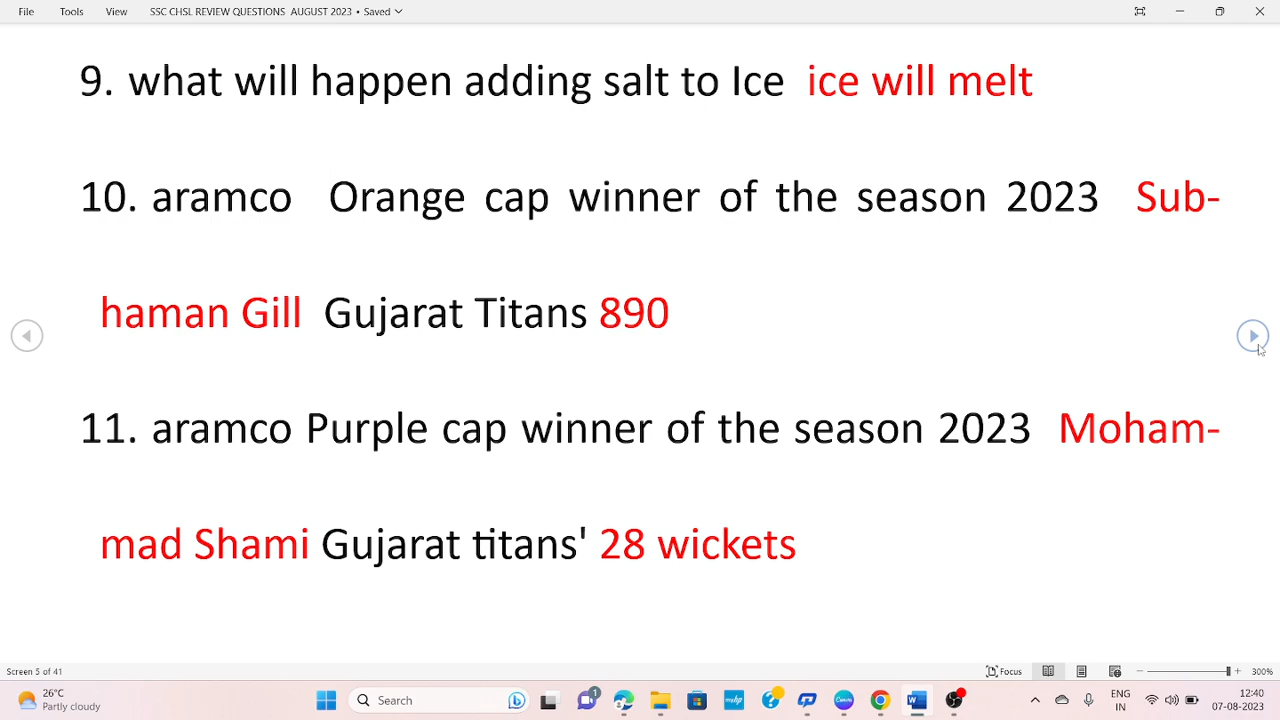 File Tools View SSC CHSL REVIEW QUESTIONS AUGUST 2023 • Saved
9. what will happen adding salt to Ice ice will melt
10. aramco Orange cap winner of the season 2023 Sub-
haman Gill Gujarat Titans 890
11. aramco Purple cap winner of the season 2023 Moham-
mad Shami Gujarat titans' 28 wickets
Screen 5 of 41 Focus 300%
26°C
Partly cloudy
Search
1
ENG
IN
12:40
07-08-2023